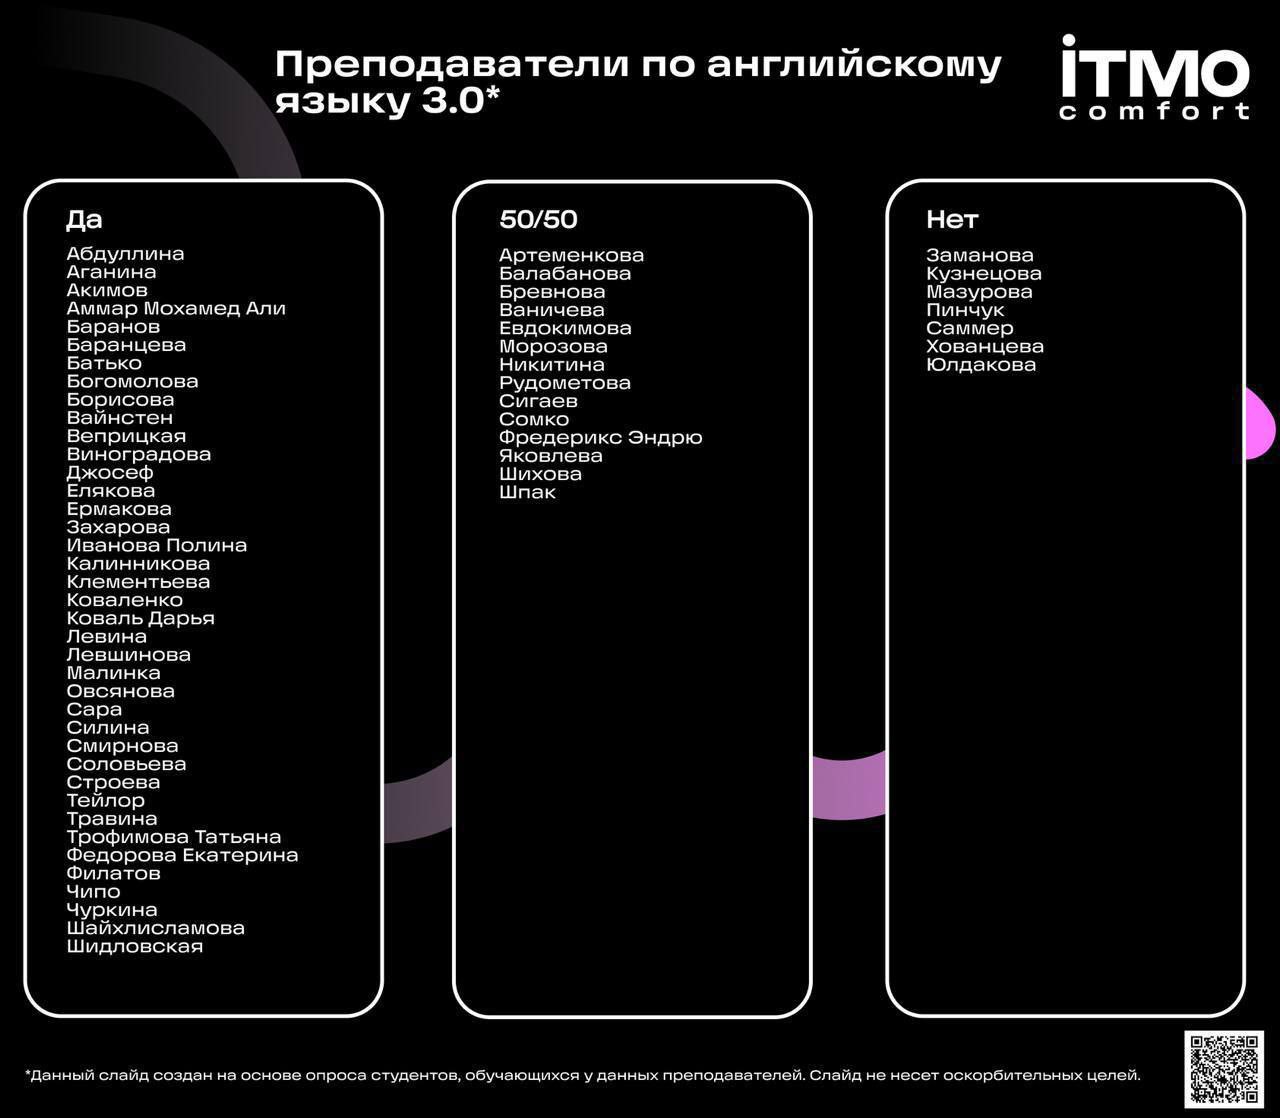 Преподаватели по английскому
языку 3.0*
iTMO
comfort
Да
Абдуллина
Аганина
Акимов
Аммар Мохамед Али
Баранов
Баранцева
Батько
Богомолова
Борисова
Вайнстен
Веприцкая
Виноградова
Джосеф
Елякова
Ермакова
Захарова
Иванова Полина
Калинникова
Клементьева
Коваленко
Коваль Дарья
Левина
Левшинова
Малинка
Овсянова
Сара
Силина
Смирнова
Соловьева
Строева
Тейлор
Травина
Трофимова Татьяна
Федорова Екатерина
Филатов
Чипо
Чуркина
Шайхлисламова
Шидловская
50/50
Артеменкова
Балабанова
Бревнова
Ваничева
Евдокимова
Морозова
Никитина
Рудометова
Сигаев
Сомко
Фредерикс Эндрю
Яковлева
Шихова
Шпак
Нет
Заманова
Кузнецова
Мазурова
Пинчук
Саммер
Хованцева
Юлдакова
*Данный слайд создан на основе опроса студентов, обучающихся у данных преподавателей. Слайд не несет оскорбительных целей.